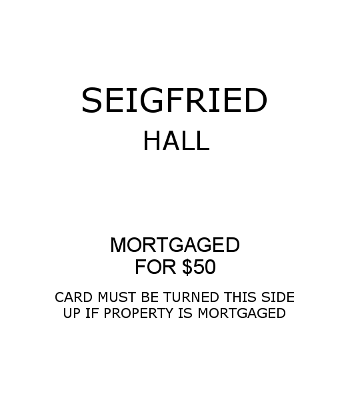 SEIGFRIED
HALL
MORTGAGED
FOR $50
CARD MUST BE TURNED THIS SIDE
UP IF PROPERTY IS MORTGAGED